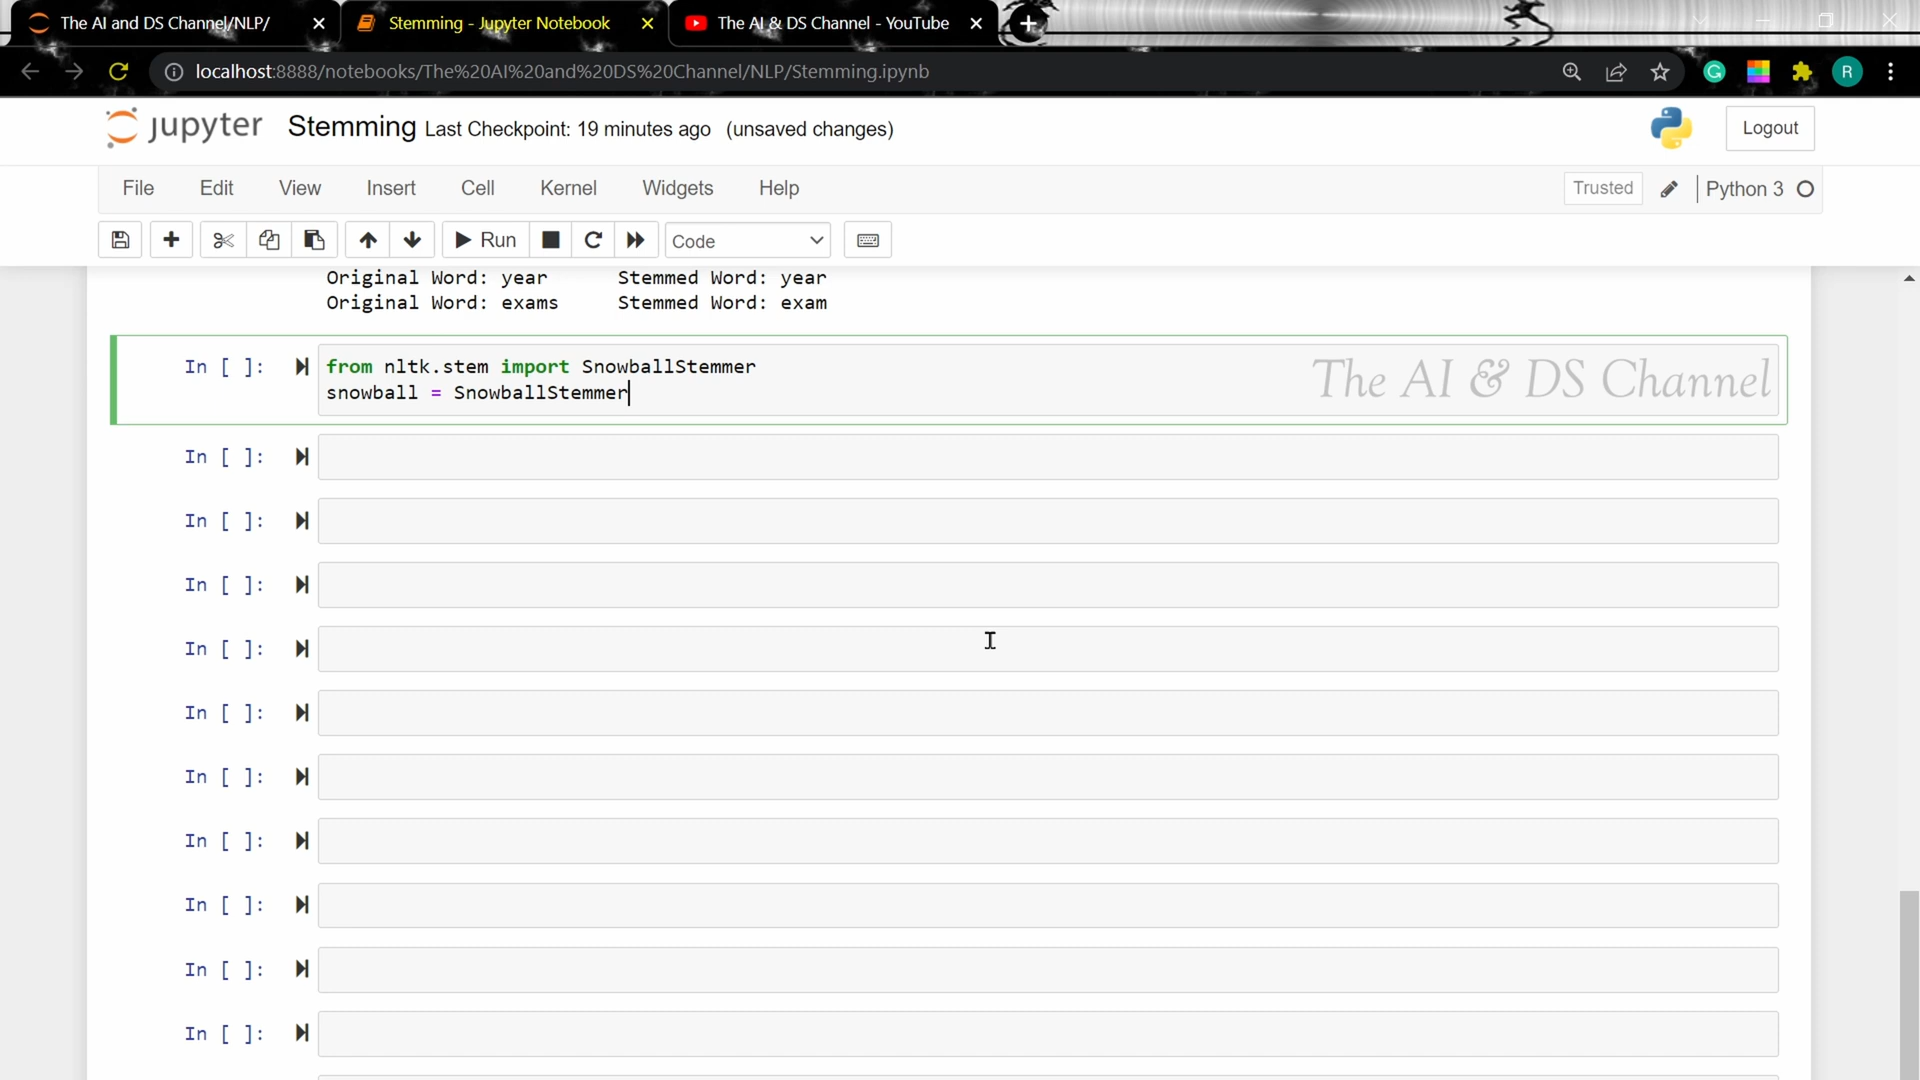 The AI and DS Channel/NLP/
Stemming - Jupyter Notebook
The AI & DS Channel - YouTube
localhost:8888/notebooks/The%20AI%20and%20DS%20Channel/NLP/Stemming.ipynb
G
R
jupyter Stemming Last Checkpoint: 19 minutes ago (unsaved changes)
Logout
File Edit View Insert Cell Kernel Widgets Help
Trusted
Python 3
Run
Code
Original Word: year Stemmed Word: year
Original Word: exams Stemmed Word: exam
In [ ]: from nltk.stem import SnowballStemmer
snowball = SnowballStemmer
The AI & DS Channel
In [ ]:
In [ ]:
In [ ]:
In [ ]:
In [ ]:
In [ ]:
In [ ]:
In [ ]:
In [ ]:
In [ ]: